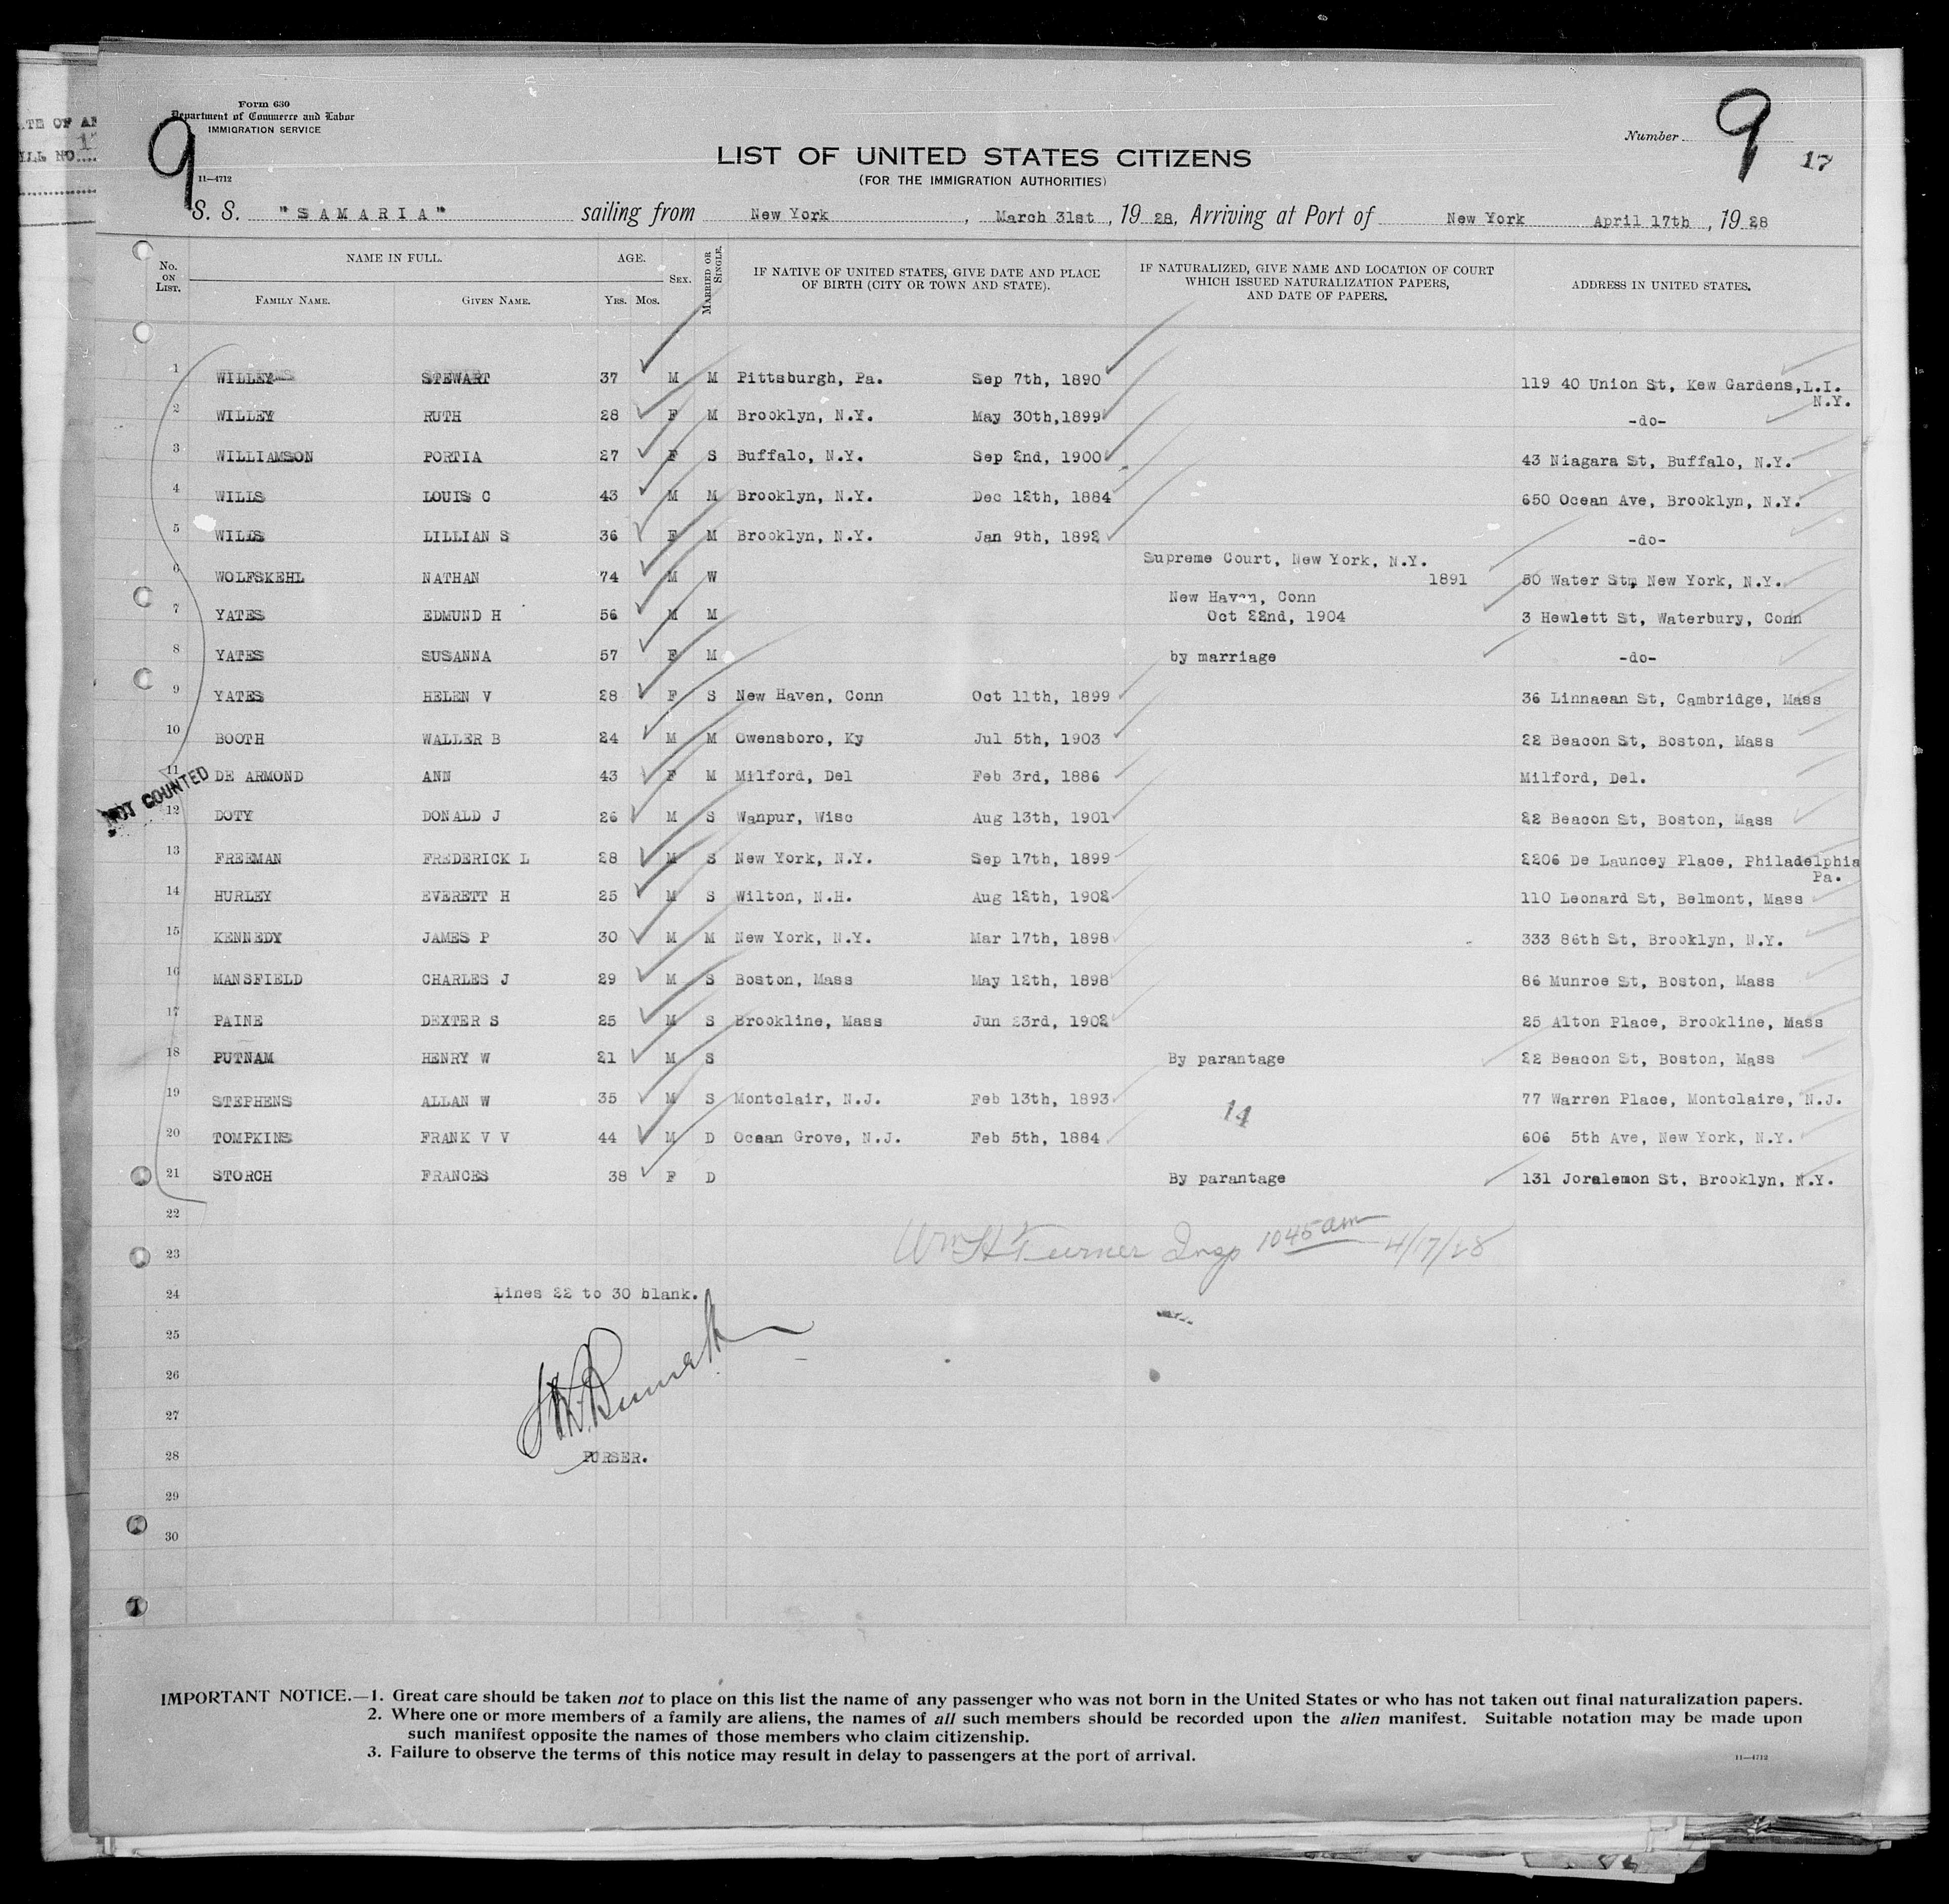 TE OF AN
ILL NO.... 1
Form 630
Department of Commerce and Labor
IMMIGRATION SERVICE
9
11—4712
Number
9
17
LIST OF UNITED STATES CITIZENS
(FOR THE IMMIGRATION AUTHORITIES)
S. S. "SAMARIA" sailing from New York, March 31st, 1928, Arriving at Port of New York April 17th, 1928
No. ON LIST. NAME IN FULL. AGE. SEX. MARRIED OR SINGLE. IF NATIVE OF UNITED STATES, GIVE DATE AND PLACE OF BIRTH (CITY OR TOWN AND STATE). IF NATURALIZED, GIVE NAME AND LOCATION OF COURT WHICH ISSUED NATURALIZATION PAPERS, AND DATE OF PAPERS. ADDRESS IN UNITED STATES.
FAMILY NAME. GIVEN NAME. YRS. MOS.
1 WILLEY STEWART 37 M M Pittsburgh, Pa. Sep 7th, 1890 119 40 Union St, Kew Gardens, L.I. N.Y.
2 WILLEY RUTH 28 F M Brooklyn, N.Y. May 30th, 1899 -do-
3 WILLIAMSON PORTIA 27 F S Buffalo, N.Y. Sep 2nd, 1900 43 Niagara St, Buffalo, N.Y.
4 WILLS LOUIS C 43 M M Brooklyn, N.Y. Dec 12th, 1884 650 Ocean Ave, Brooklyn, N.Y.
5 WILLS LILLIAN S 36 F M Brooklyn, N.Y. Jan 9th, 1892 -do-
6 WOLFSKEHL NATHAN 74 M W Supreme Court, New York, N.Y. 1891 50 Water St, New York, N.Y.
7 YATES EDMUND H 56 M M New Haven, Conn Oct 22nd, 1904 3 Hewlett St, Waterbury, Conn
8 YATES SUSANNA 57 F M by marriage -do-
9 YATES HELEN V 28 F S New Haven, Conn Oct 11th, 1899 36 Linnaean St, Cambridge, Mass
10 BOOTH WALLER B 24 M M Owensboro, Ky Jul 5th, 1903 22 Beacon St, Boston, Mass
NOT COUNTED
11 DE ARMOND ANN 43 F M Milford, Del Feb 3rd, 1886 Milford, Del.
12 DOTY DONALD J 26 M S Wanpur, Wisc Aug 13th, 1901 22 Beacon St, Boston, Mass
13 FREEMAN FREDERICK L 28 M S New York, N.Y. Sep 17th, 1899 2206 De Launcey Place, Philadelphia Pa.
14 HURLEY EVERETT H 25 M S Wilton, N.H. Aug 12th, 1902 110 Leonard St, Belmont, Mass
15 KENNEDY JAMES P 30 M M New York, N.Y. Mar 17th, 1898 333 86th St, Brooklyn, N.Y.
16 MANSFIELD CHARLES J 29 M S Boston, Mass May 12th, 1898 86 Munroe St, Boston, Mass
17 PAINE DEXTER S 25 M S Brookline, Mass Jun 23rd, 1902 25 Alton Place, Brookline, Mass
18 PUTNAM HENRY W 21 M S By parantage 22 Beacon St, Boston, Mass
19 STEPHENS ALLAN W 35 M S Montclair, N.J. Feb 13th, 1893 77 Warren Place, Montclaire, N.J.
14
20 TOMPKINS FRANK V V 44 M D Ocean Grove, N.J. Feb 5th, 1884 606 5th Ave, New York, N.Y.
21 STORCH FRANCES 38 F D By parantage 131 Joralemon St, Brooklyn, N.Y.
22
23 Wm H Turner Insp 1045 am 4/17/28
24 Lines 22 to 30 blank.
25
26
27
28 PURSER.
29
30
IMPORTANT NOTICE.—1. Great care should be taken not to place on this list the name of any passenger who was not born in the United States or who has not taken out final naturalization papers.
2. Where one or more members of a family are aliens, the names of all such members should be recorded upon the alien manifest. Suitable notation may be made upon
such manifest opposite the names of those members who claim citizenship.
3. Failure to observe the terms of this notice may result in delay to passengers at the port of arrival.
11—4712